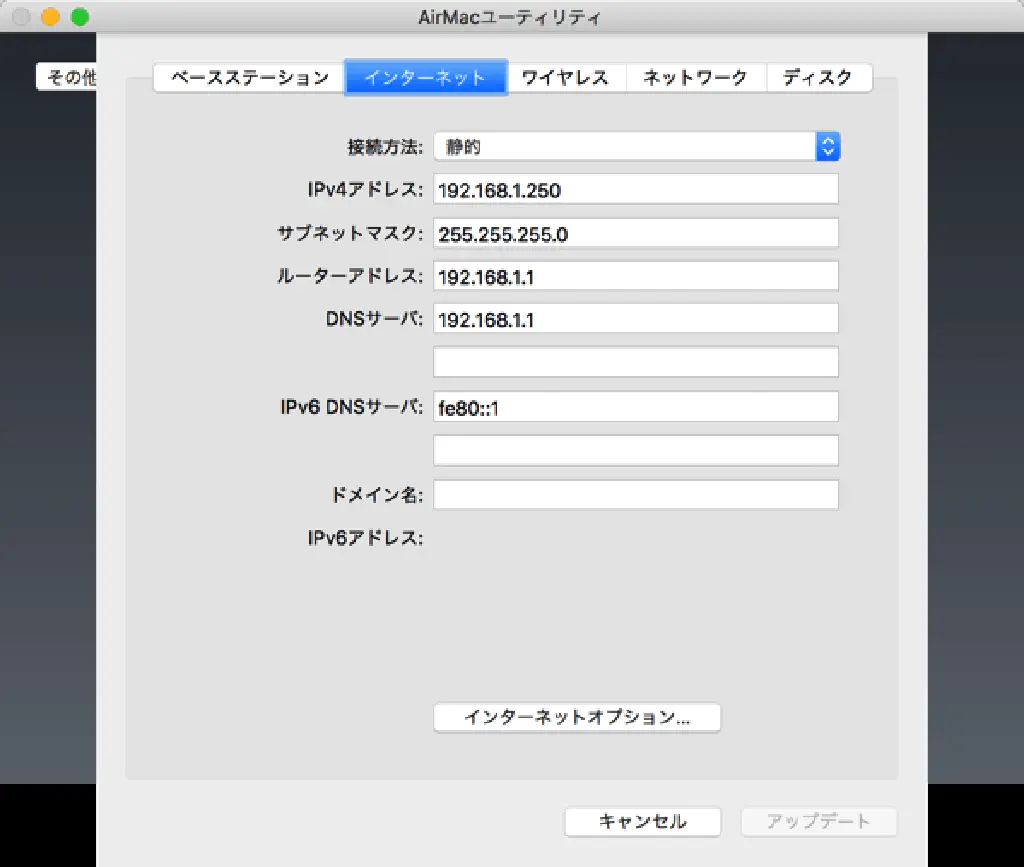 AirMacユーティリティ
その他
ベースステーション インターネット ワイヤレス ネットワーク ディスク
接続方法: 静的
IPv4アドレス: 192.168.1.250
サブネットマスク: 255.255.255.0
ルーターアドレス: 192.168.1.1
DNSサーバ: 192.168.1.1
IPv6 DNSサーバ: fe80::1
ドメイン名:
IPv6アドレス:
インターネットオプション...
キャンセル アップデート